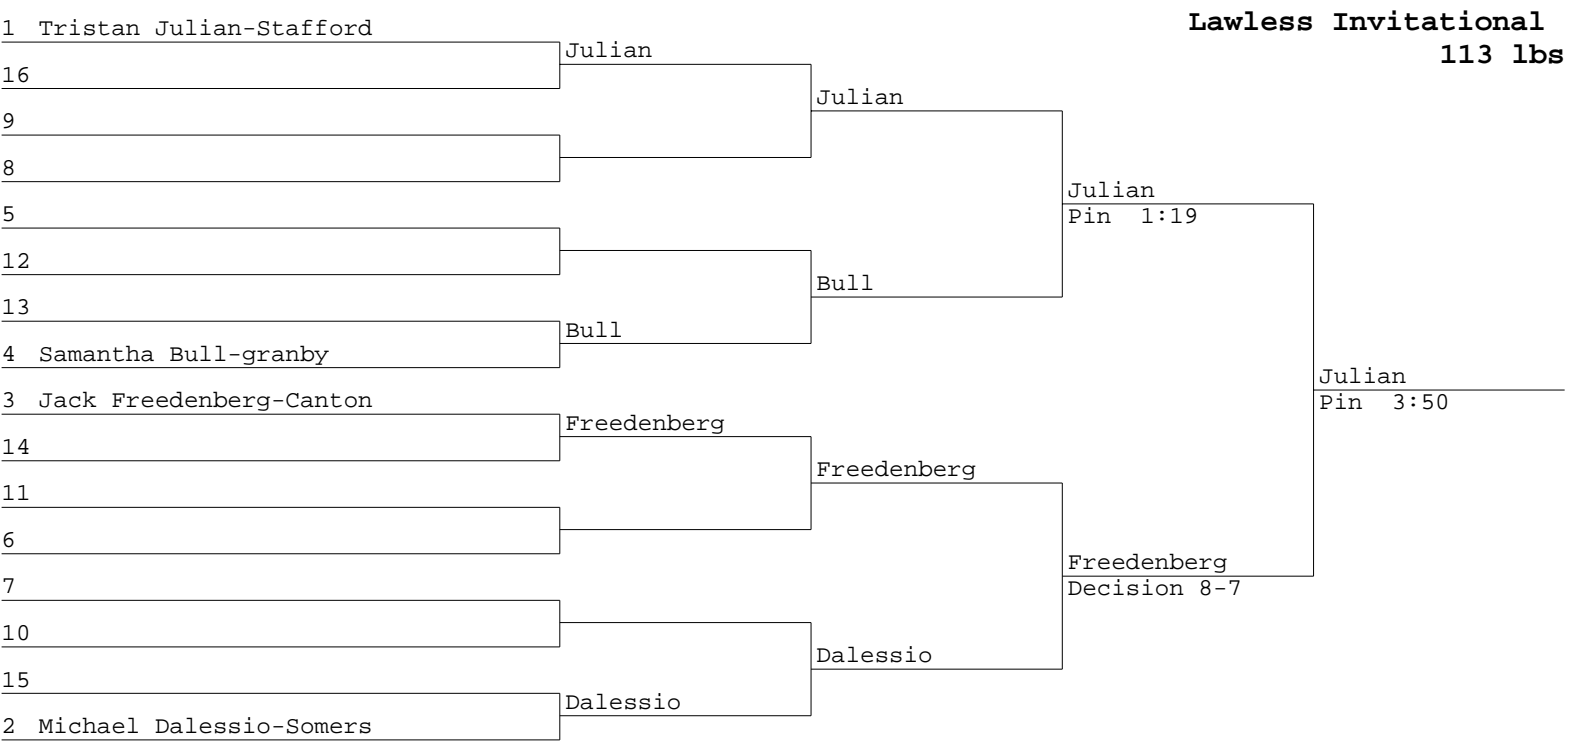 Lawless Invitational
113 lbs
1 Tristan Julian-Stafford
Julian
16
Julian
9
8
Julian
5
Pin 1:19
12
Bull
13
Bull
4 Samantha Bull-granby
Julian
3 Jack Freedenberg-Canton
Pin 3:50
Freedenberg
14
Freedenberg
11
6
Freedenberg
7
Decision 8-7
10
Dalessio
15
Dalessio
2 Michael Dalessio-Somers